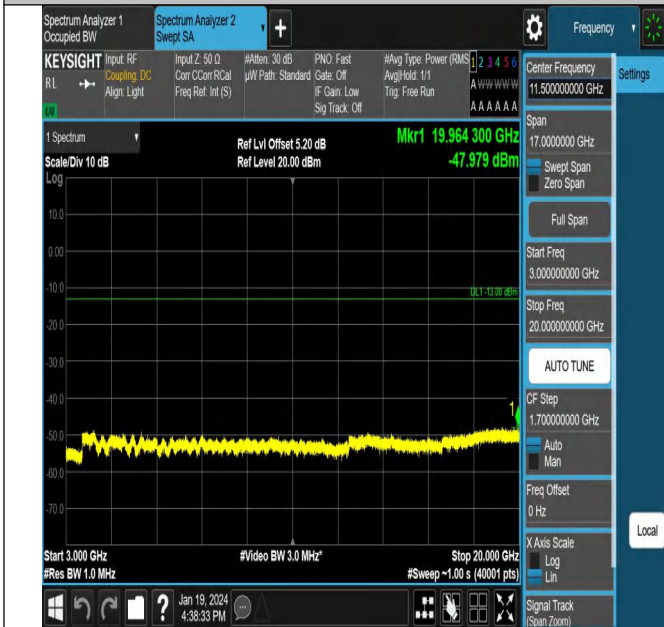 Spectrum Analyzer 1
Occupied BW
Spectrum Analyzer 2
Swept SA
Frequency
KEYSIGHT
RL
LXI
Input: RF
Coupling: DC
Align: Light
Input Z: 50 Ω
Corr CCorr RCal
Freq Ref: Int (S)
#Atten: 30 dB
µW Path: Standard
PNO: Fast
Gate: Off
IF Gain: Low
Sig Track: Off
#Avg Type: Power (RMS
Avg|Hold: 1/1
Trig: Free Run
1 2 3 4 5 6
A W W W W W
A A A A A A
1 Spectrum
Scale/Div 10 dB
Log
Ref Lvl Offset 5.20 dB
Ref Level 20.00 dBm
Mkr1 19.964 300 GHz
-47.979 dBm
10.0
0.00
-10.0
-20.0
-30.0
-40.0
-50.0
-60.0
-70.0
DL1 -13.00 dBm
1
Start 3.000 GHz
#Res BW 1.0 MHz
#Video BW 3.0 MHz*
Stop 20.000 GHz
#Sweep ~1.00 s (40001 pts)
Jan 19, 2024
4:38:33 PM
Center Frequency
11.500000000 GHz
Settings
Span
17.0000000 GHz
Swept Span
Zero Span
Full Span
Start Freq
3.000000000 GHz
Stop Freq
20.000000000 GHz
AUTO TUNE
CF Step
1.700000000 GHz
Auto
Man
Freq Offset
0 Hz
Local
X Axis Scale
Log
Lin
Signal Track
(Span Zoom)